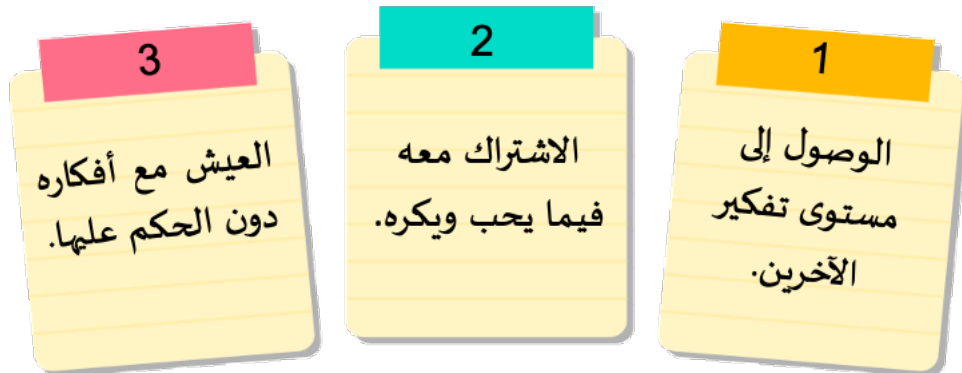 1
الوصول إلى
مستوى تفكير
الآخرين.
2
الاشتراك معه
فيما يحب ويكره.
3
العيش مع أفكاره
دون الحكم عليها.